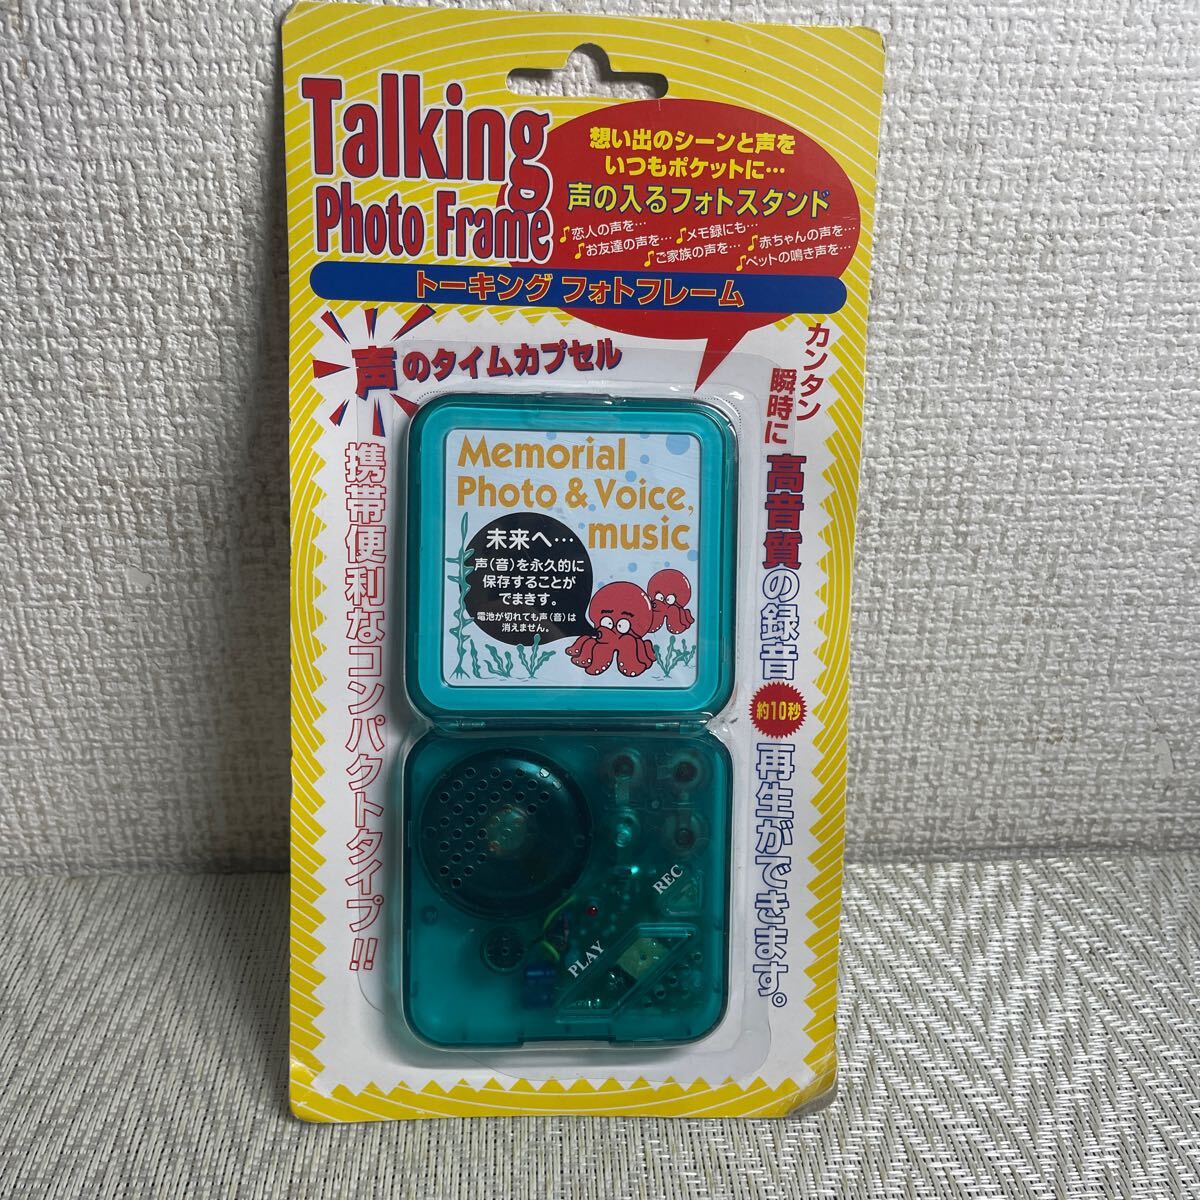 Talking
Photo Frame
想い出のシーンと声を
いつもポケットに…
声の入るフォトスタンド
♪恋人の声を… ♪メモ録にも… ♪赤ちゃんの声を…
♪お友達の声を… ♪ご家族の声を… ♪ペットの鳴き声を…
トーキング フォトフレーム
声のタイムカプセル
携帯便利なコンパクトタイプ!!
カンタン
瞬時に 高音質の録音 約10秒 再生ができます。
Memorial
Photo & Voice,
music
未来へ…
声(音)を永久的に
保存することが
でまきす。
電池が切れても声(音)は
消えません。
REC
PLAY